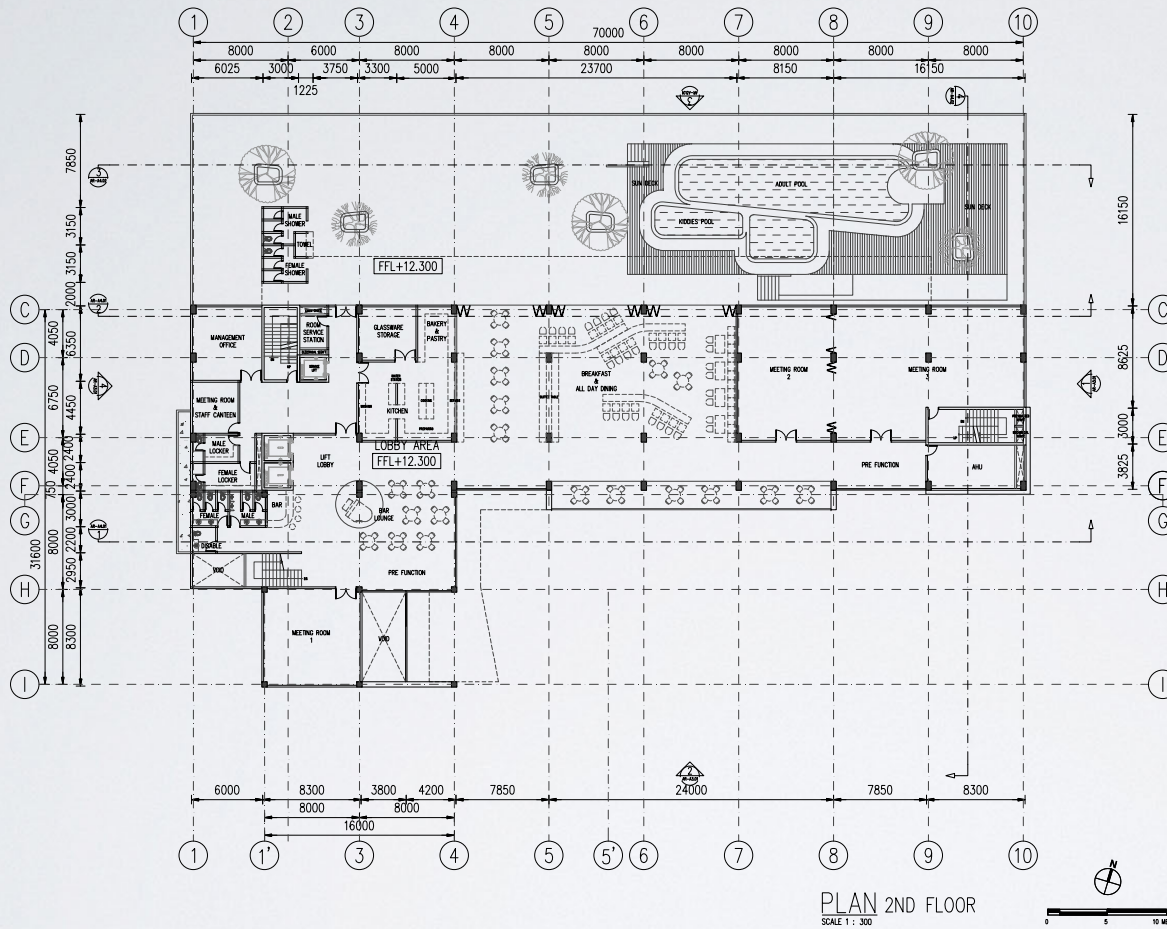 1 2 3 4 5 6 7 8 9 10
70000
8000 6000 8000 8000 8000 8000 8000 8000 8000
6025 3000 3750 3300 5000 23700 8150 16150
1225
3
2
7850
3150
3150
2000
16150
SUN DECK
ADULT POOL
KIDDIES POOL
SUN DECK
MALE
SHOWER
TOWEL
FEMALE
SHOWER
FFL+12.300
C
D
E
F
G
H
I
4050
6750
4050
750
8000
8000
31600
6350
4450
2400
2400
3000
2200
2950
8300
MANAGEMENT
OFFICE
ROOM
SERVICE
STATION
GLASSWARE
STORAGE
BAKERY
&
PASTRY
MEETING ROOM
&
STAFF CANTEEN
KITCHEN
BREAKFAST
&
ALL DAY DINING
MEETING ROOM
2
MEETING ROOM
3
UP
LOBBY AREA
FFL+12.300
MALE
LOCKER
FEMALE
LOCKER
LIFT
LOBBY
PRE FUNCTION
AHU
FEMALE
MALE
BAR
BAR
LOUNGE
DISABLE
VOID
PRE FUNCTION
MEETING ROOM
1
VOID
C
D
E
F
G
H
I
8625
3000
3825
2
6000 8300 3800 4200 7850 24000 7850 8300
8000 8000
16000
1 1' 3 4 5 5' 6 7 8 9 10
PLAN 2ND FLOOR
SCALE 1 : 300
N
0 5